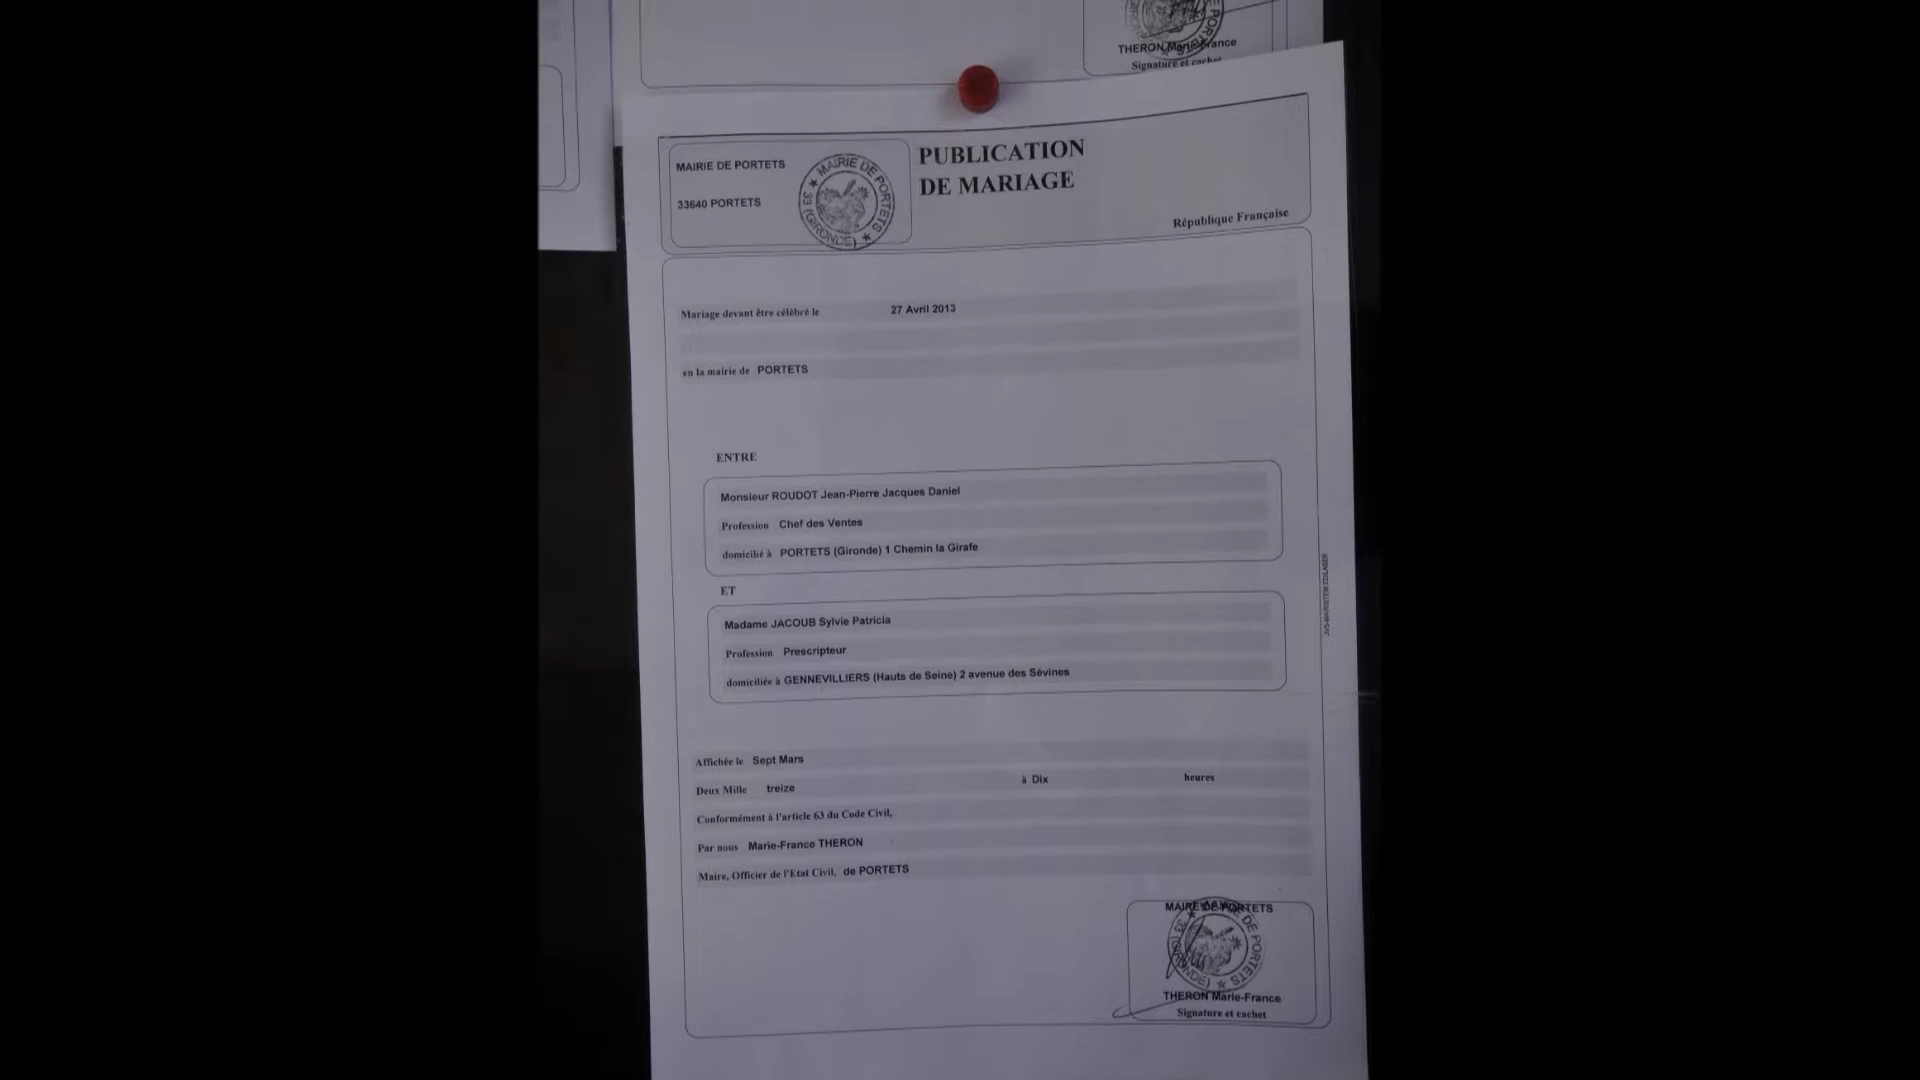 THERON Marie-France
Signature et cachet
MAIRIE DE PORTETS
33640 PORTETS
MAIRIE DE PORTETS
33 (GIRONDE)
PUBLICATION
DE MARIAGE
République Française
Mariage devant être célébré le 27 Avril 2013
en la mairie de PORTETS
ENTRE
Monsieur ROUDOT Jean-Pierre Jacques Daniel
Profession Chef des Ventes
domicilié à PORTETS (Gironde) 1 Chemin la Girafe
ET
Madame JACOUB Sylvie Patricia
Profession Prescripteur
domiciliée à GENNEVILLIERS (Hauts de Seine) 2 avenue des Sévines
Affichée le Sept Mars
Deux Mille treize à Dix heures
Conformément à l'article 63 du Code Civil,
Par nous Marie-France THERON
Maire, Officier de l'Etat Civil, de PORTETS
MAIRE DE PORTETS
MAIRIE DE PORTETS
33 (GIRONDE)
THERON Marie-France
Signature et cachet